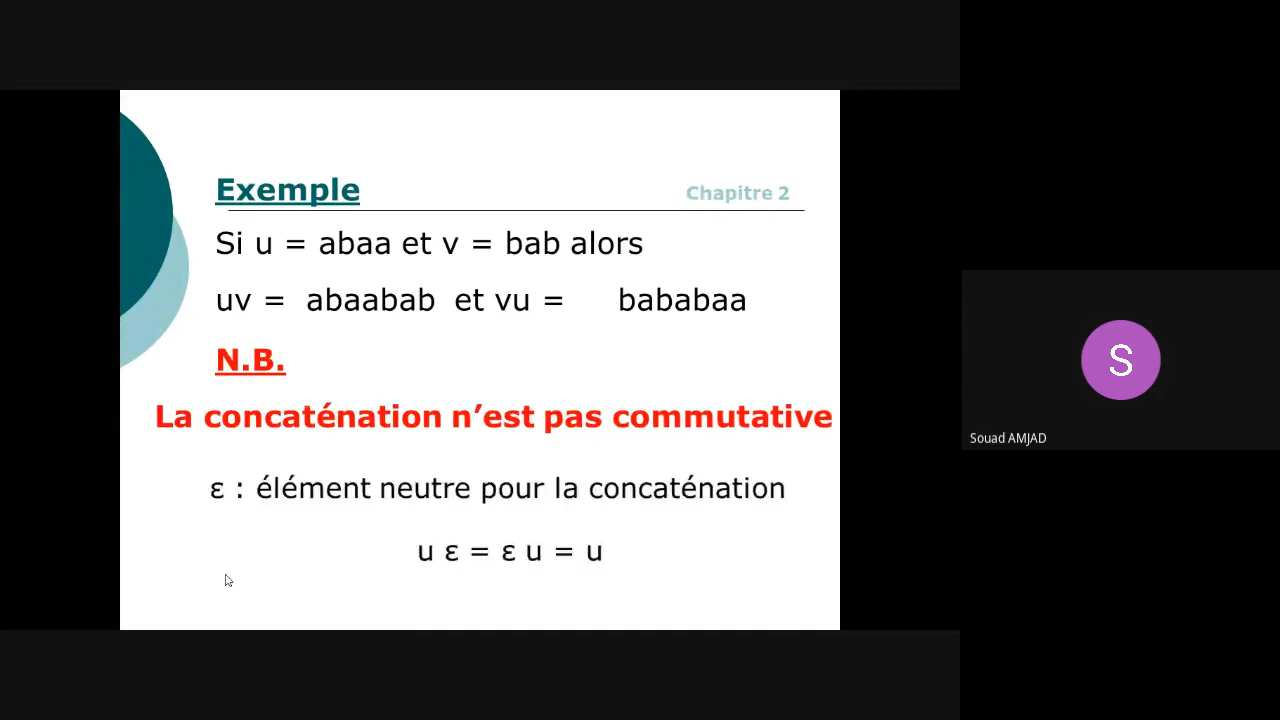 Exemple
Chapitre 2
Si u = abaa et v = bab alors
uv = abaabab et vu = bababaa
N.B.
La concaténation n’est pas commutative
ε : élément neutre pour la concaténation
u ε = ε u = u
S
Souad AMJAD